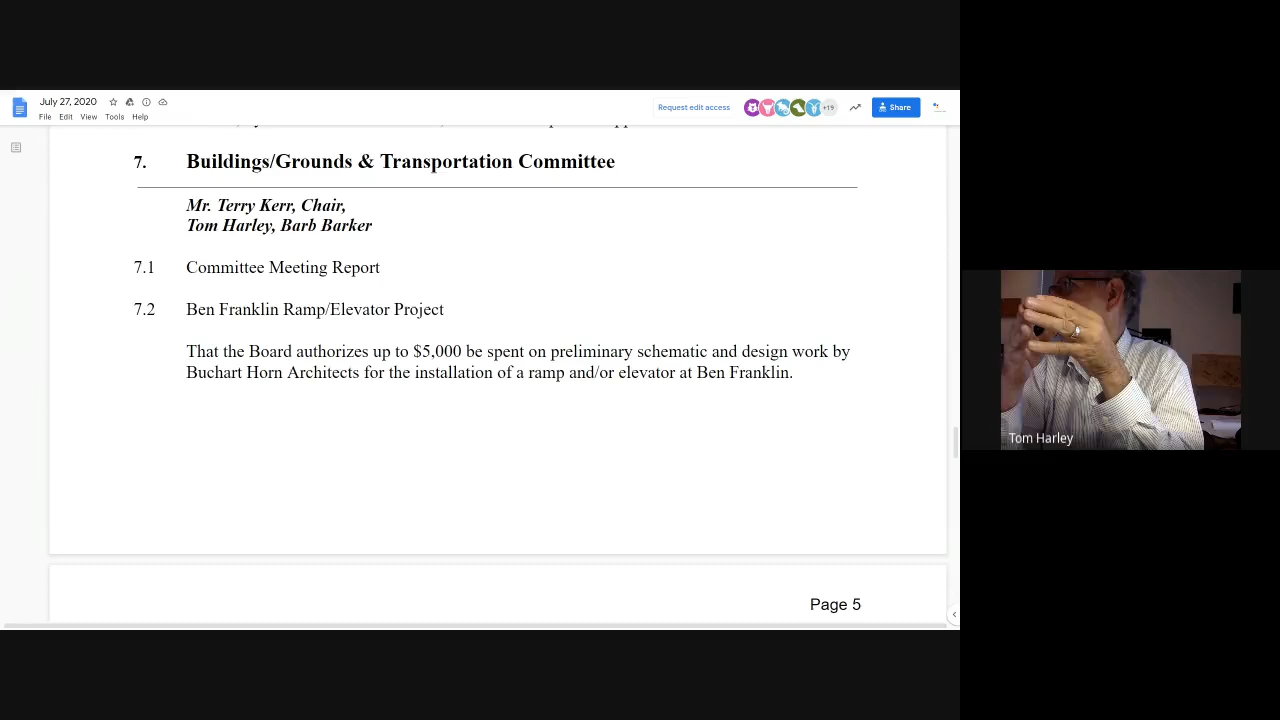 July 27, 2020
File Edit View Tools Help
Request edit access
+19
Share
7. Buildings/Grounds & Transportation Committee
Mr. Terry Kerr, Chair,
Tom Harley, Barb Barker
7.1 Committee Meeting Report
7.2 Ben Franklin Ramp/Elevator Project
That the Board authorizes up to $5,000 be spent on preliminary schematic and design work by
Buchart Horn Architects for the installation of a ramp and/or elevator at Ben Franklin.
Page 5
Tom Harley